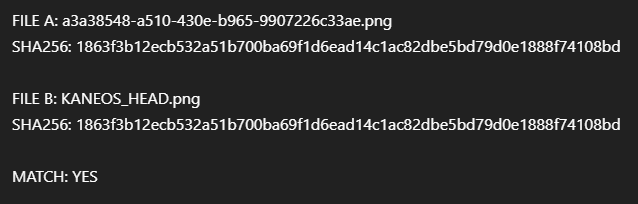 FILE A: a3a38548-a510-430e-b965-9907226c33ae.png
SHA256: 1863f3b12ecb532a51b700ba69f1d6ead14c1ac82dbe5bd79d0e1888f74108bd
FILE B: KANEOS_HEAD.png
SHA256: 1863f3b12ecb532a51b700ba69f1d6ead14c1ac82dbe5bd79d0e1888f74108bd
MATCH: YES